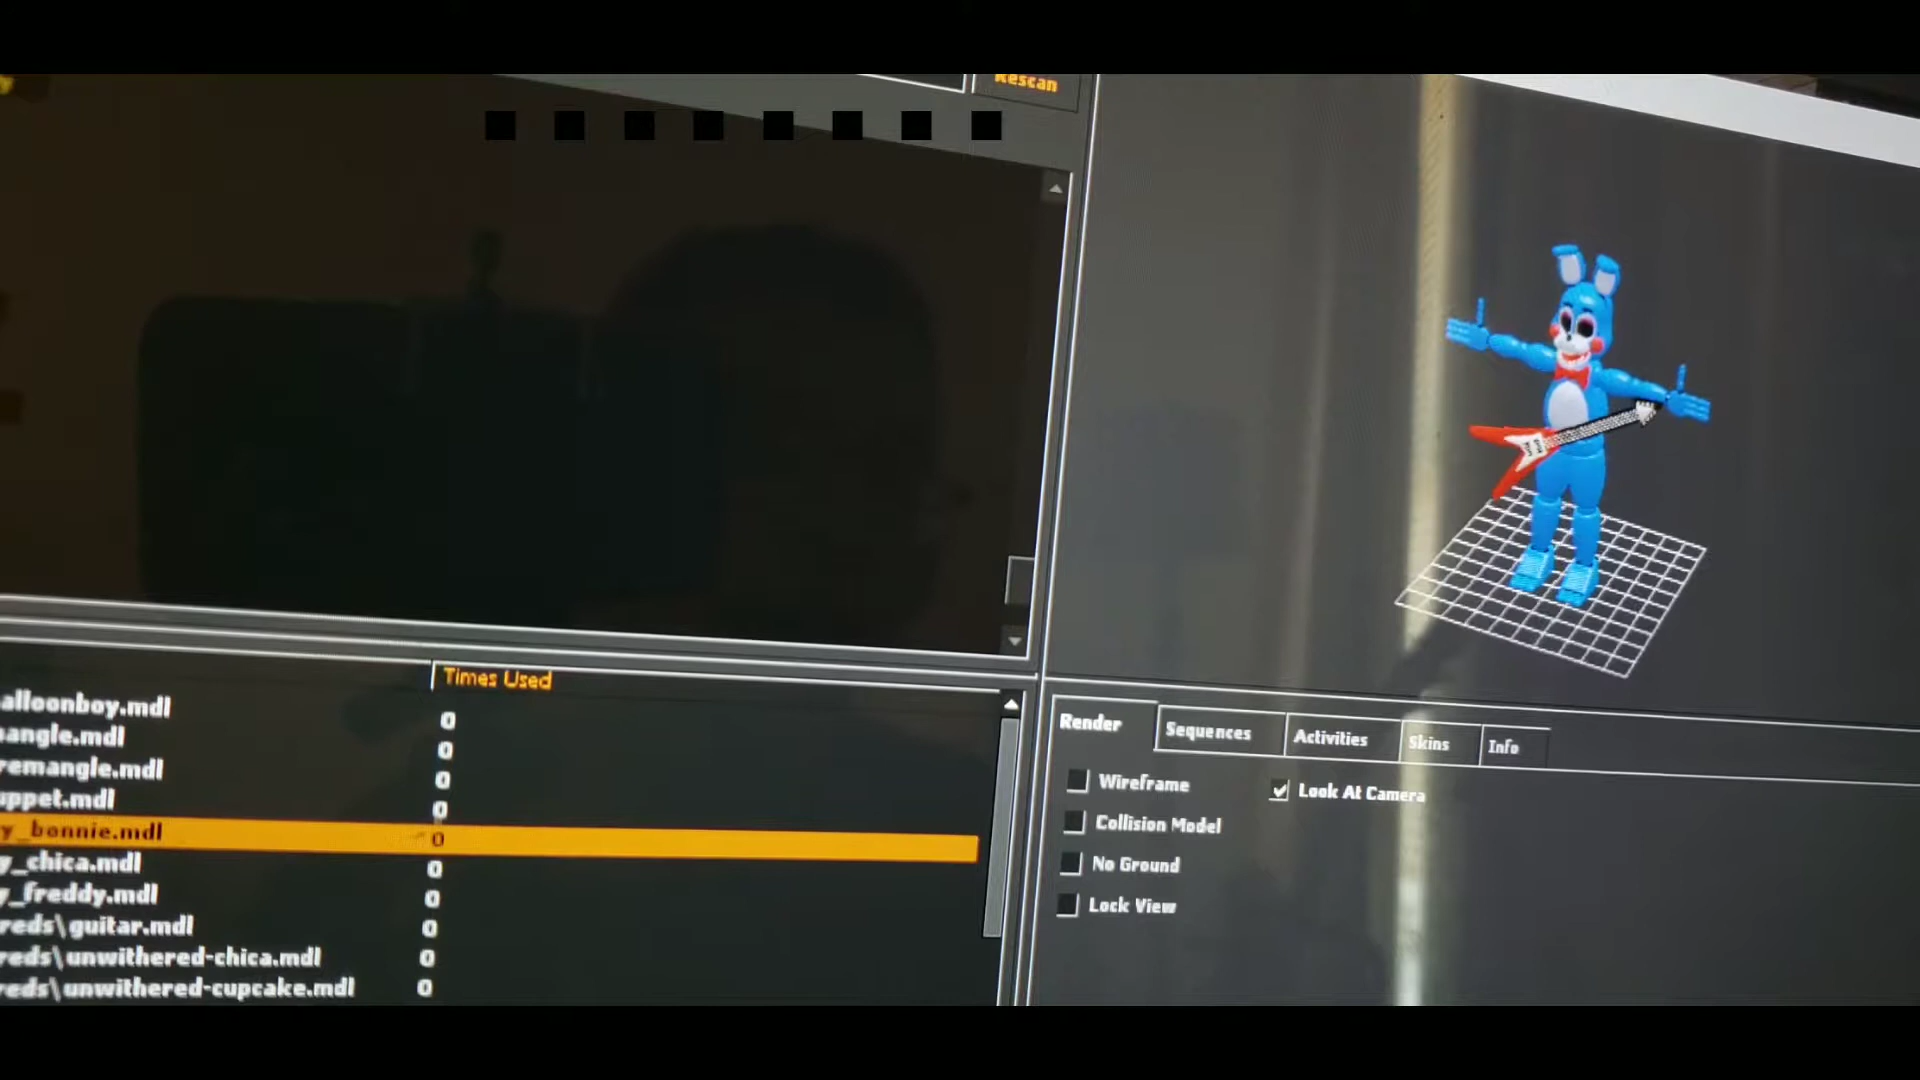 Rescan
Times Used
alloonboy.mdl 0
angle.mdl 0
remangle.mdl 0
uppet.mdl 0
y_bonnie.mdl 0
y_chica.mdl 0
y_freddy.mdl 0
reds\guitar.mdl 0
reds\unwithered-chica.mdl 0
reds\unwithered-cupcake.mdl 0
Render Sequences Activities Skins Info
Wireframe Look At Camera
Collision Model
No Ground
Lock View